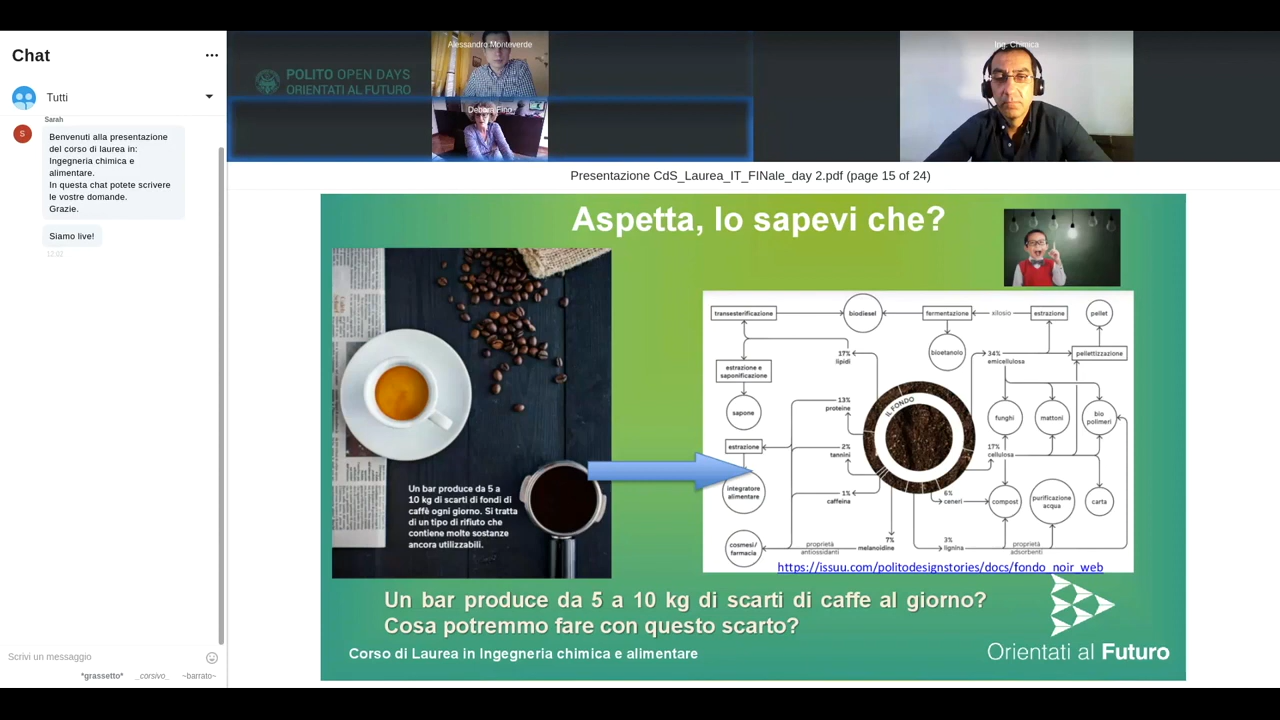 Chat
Tutti
Sarah
S
Benvenuti alla presentazione
del corso di laurea in:
Ingegneria chimica e
alimentare.
In questa chat potete scrivere
le vostre domande.
Grazie.
Siamo live!
12:02
Scrivi un messaggio
*grassetto* _corsivo_ ~barrato~
POLITO OPEN DAYS
ORIENTATI AL FUTURO
Alessandro Monteverde
Debora Fino
Ing. Chimica
Presentazione CdS_Laurea_IT_FINale_day 2.pdf (page 15 of 24)
Aspetta, lo sapevi che?
Un bar produce da 5 a
10 kg di scarti di fondi di
caffè ogni giorno. Si tratta
di un tipo di rifiuto che
contiene molte sostanze
ancora utilizzabili.
transesterificazione
biodiesel
fermentazione
xilosio
estrazione
pellet
bioetanolo
17%
lipidi
34%
emicellulosa
pellettizzazione
estrazione e
saponificazione
sapone
13%
proteine
IL FONDO
funghi
mattoni
bio
polimeri
estrazione
2%
tannini
17%
cellulosa
integratore
alimentare
1%
caffeina
6%
ceneri
compost
purificazione
acqua
carta
cosmesi/
farmacia
proprietà
antiossidanti
7%
melanoidine
3%
lignina
proprietà
adsorbenti
https://issuu.com/politodesignstories/docs/fondo_noir_web
Un bar produce da 5 a 10 kg di scarti di caffe al giorno?
Cosa potremmo fare con questo scarto?
Corso di Laurea in Ingegneria chimica e alimentare
Orientati al Futuro